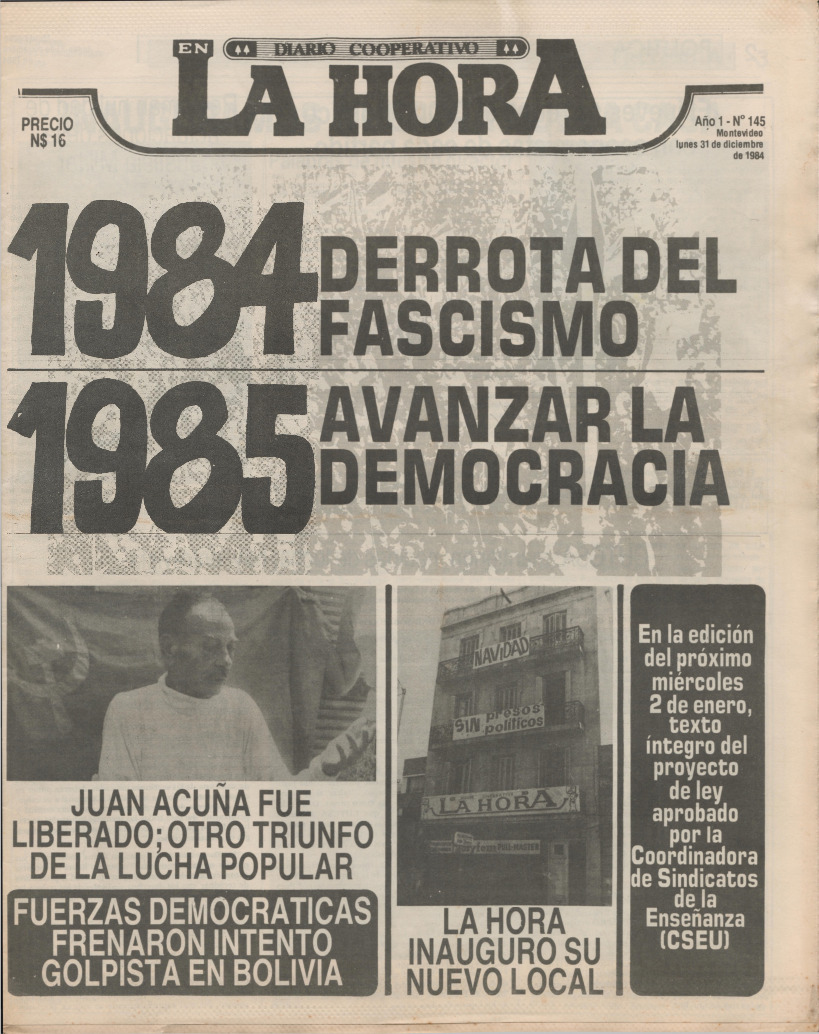 EN
DIARIO COOPERATIVO
LA HORA
PRECIO
N$ 16
Año 1 - Nº 145
Montevideo
lunes 31 de diciembre
de 1984
1984 DERROTA DEL
FASCISMO
1985 AVANZAR LA
DEMOCRACIA
JUAN ACUÑA FUE
LIBERADO; OTRO TRIUNFO
DE LA LUCHA POPULAR
FUERZAS DEMOCRATICAS
FRENARON INTENTO
GOLPISTA EN BOLIVIA
NAVIDAD
SIN presos
políticos
LA HORA
LA HORA
INAUGURO SU
NUEVO LOCAL
En la edición
del próximo
miércoles
2 de enero,
texto
íntegro del
proyecto
de ley
aprobado
por la
Coordinadora
de Sindicatos
de la
Enseñanza
(CSEU)